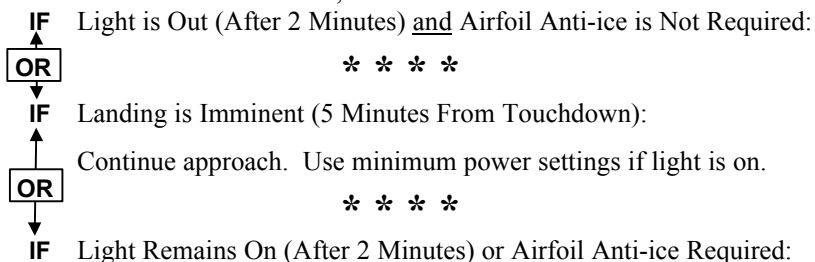 IF Light is Out (After 2 Minutes) and Airfoil Anti-ice is Not Required:
OR
* * * *
IF Landing is Imminent (5 Minutes From Touchdown):
Continue approach. Use minimum power settings if light is on.
OR
* * * *
IF Light Remains On (After 2 Minutes) or Airfoil Anti-ice Required: